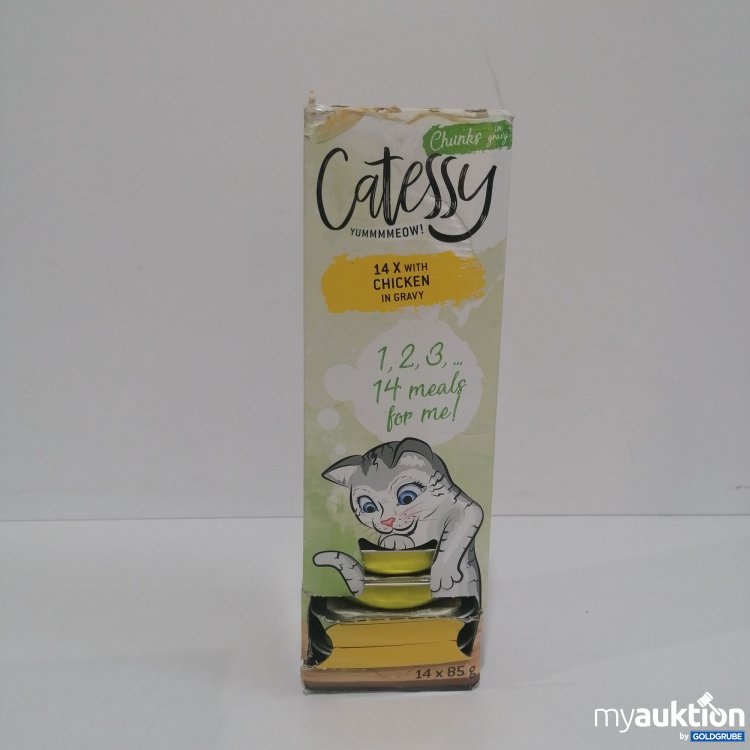 Chunks in gravy
Catessy
YUMMMMEOW!
14 X WITH
CHICKEN
IN GRAVY
1, 2, 3, ...
14 meals
for me!
14 x 85 g
myauktion
by GOLDGRUBE